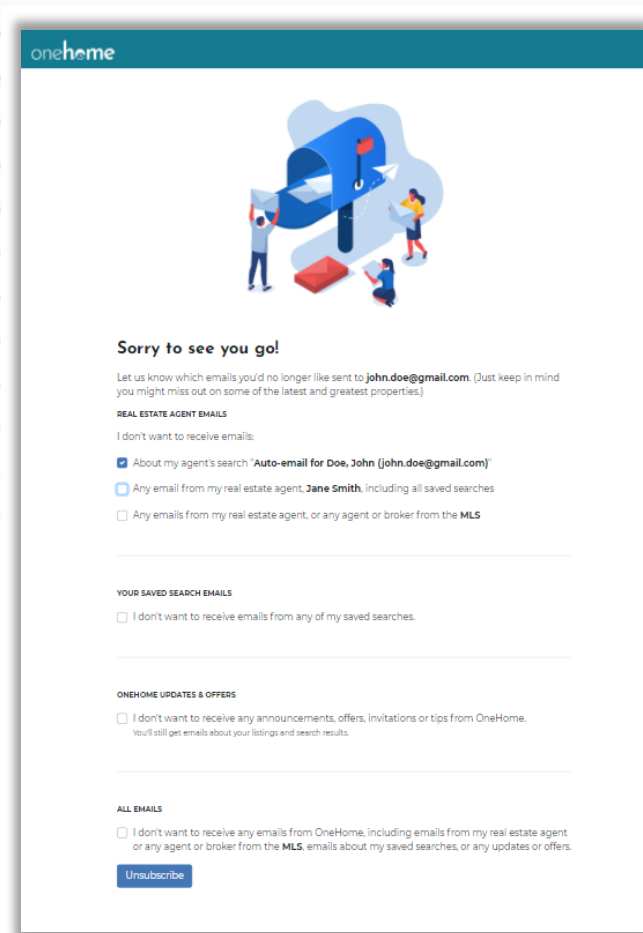 onehome
Sorry to see you go!
Let us know which emails you'd no longer like sent to john.doe@gmail.com. (Just keep in mind
you might miss out on some of the latest and greatest properties.)
REAL ESTATE AGENT EMAILS
I don't want to receive emails:
About my agent's search "Auto-email for Doe, John (john.doe@gmail.com)"
Any email from my real estate agent, Jane Smith, including all saved searches
Any emails from my real estate agent, or any agent or broker from the MLS
YOUR SAVED SEARCH EMAILS
I don't want to receive emails from any of my saved searches.
ONEHOME UPDATES & OFFERS
I don't want to receive any announcements, offers, invitations or tips from OneHome.
You'll still get emails about your listings and search results.
ALL EMAILS
I don't want to receive any emails from OneHome, including emails from my real estate agent
or any agent or broker from the MLS, emails about my saved searches, or any updates or offers.
Unsubscribe